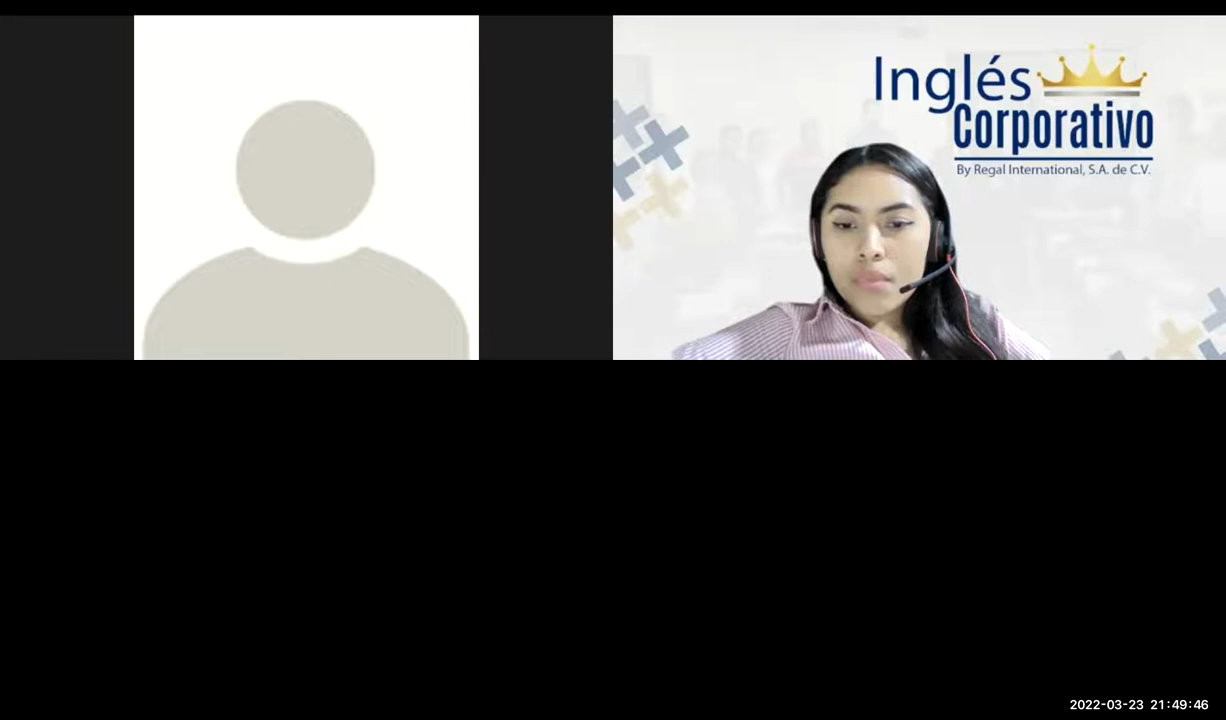 Inglés
Corporativo
By Regal International, S.A. de C.V.
2022-03-23 21:49:46